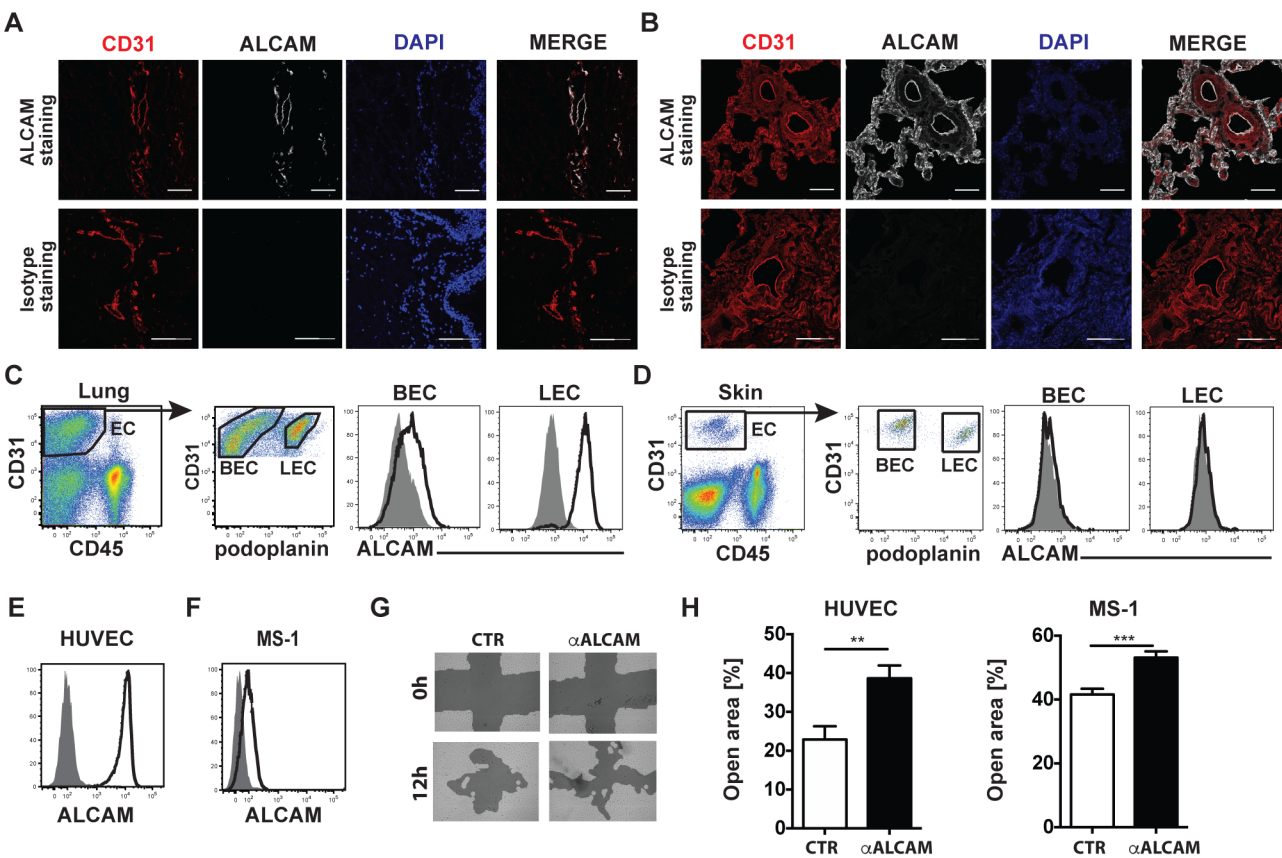 A
CD31 ALCAM DAPI MERGE
ALCAM staining
Isotype staining
B
CD31 ALCAM DAPI MERGE
ALCAM staining
Isotype staining
C
Lung
EC
CD31
CD45
CD31
BEC LEC
podoplanin
BEC
LEC
ALCAM
D
Skin
EC
CD31
CD45
CD31
BEC LEC
podoplanin
BEC
LEC
ALCAM
E
HUVEC
ALCAM
F
MS-1
ALCAM
G
CTR αALCAM
0h
12h
H
HUVEC
Open area [%]
50
40
30
20
10
0
**
CTR αALCAM
MS-1
Open area [%]
60
40
20
0
***
CTR αALCAM